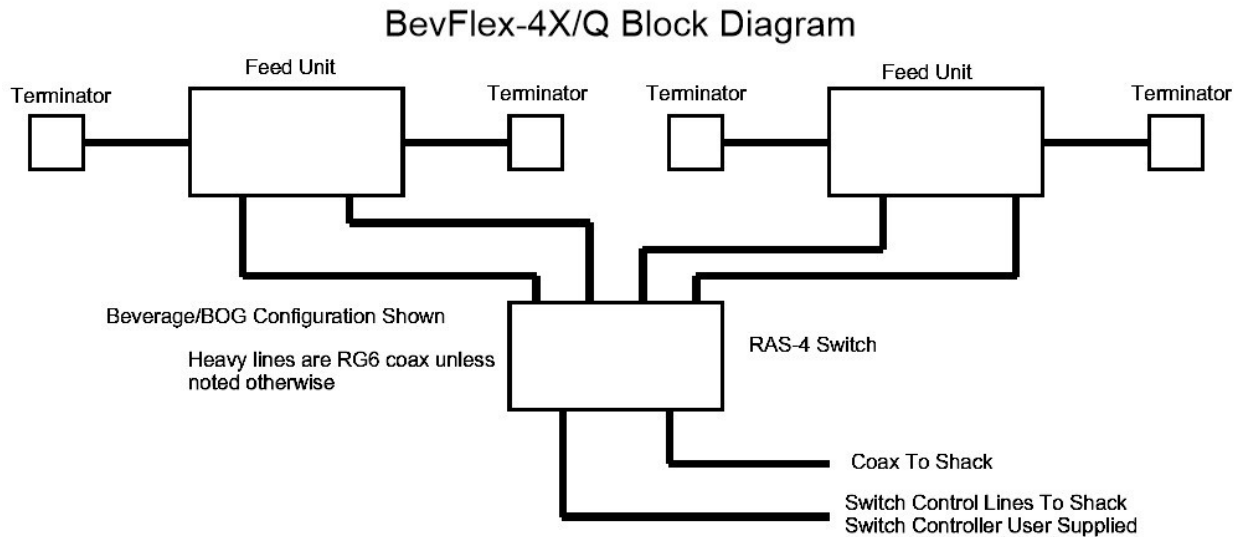 BevFlex-4X/Q Block Diagram
Feed Unit
Feed Unit
Terminator
Terminator
Terminator
Terminator
Beverage/BOG Configuration Shown
Heavy lines are RG6 coax unless
noted otherwise
RAS-4 Switch
Coax To Shack
Switch Control Lines To Shack
Switch Controller User Supplied